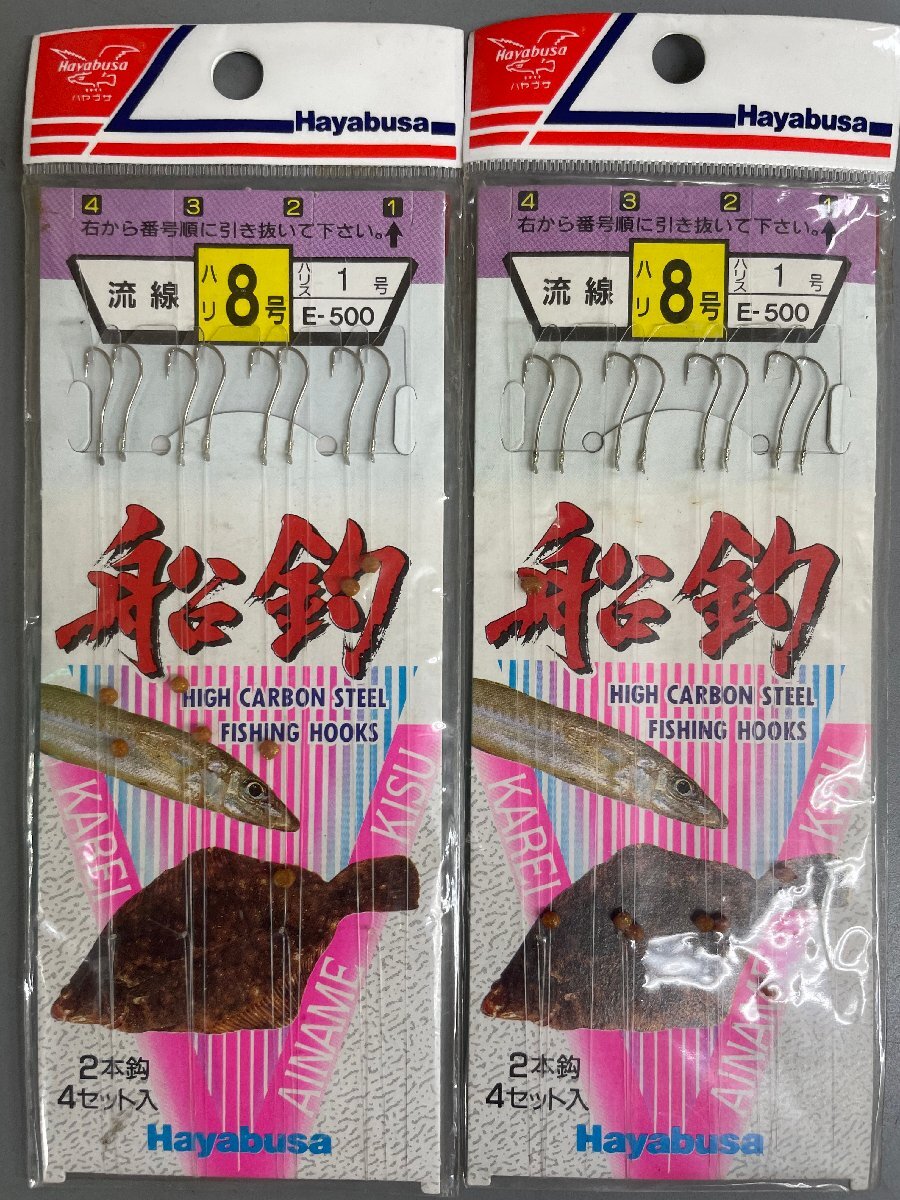 Hayabusa
ハヤブサ
Hayabusa
4 3 2 1
右から番号順に引き抜いて下さい。
流線
ハリ 8号
ハリス 1号
E-500
船釣
HIGH CARBON STEEL
FISHING HOOKS
KAREI
KISU
AINAME
2本鈎
4セット入
Hayabusa
Hayabusa
ハヤブサ
Hayabusa
4 3 2 1
右から番号順に引き抜いて下さい。
流線
ハリ 8号
ハリス 1号
E-500
船釣
HIGH CARBON STEEL
FISHING HOOKS
KAREI
KISU
AINAME
2本鈎
4セット入
Hayabusa